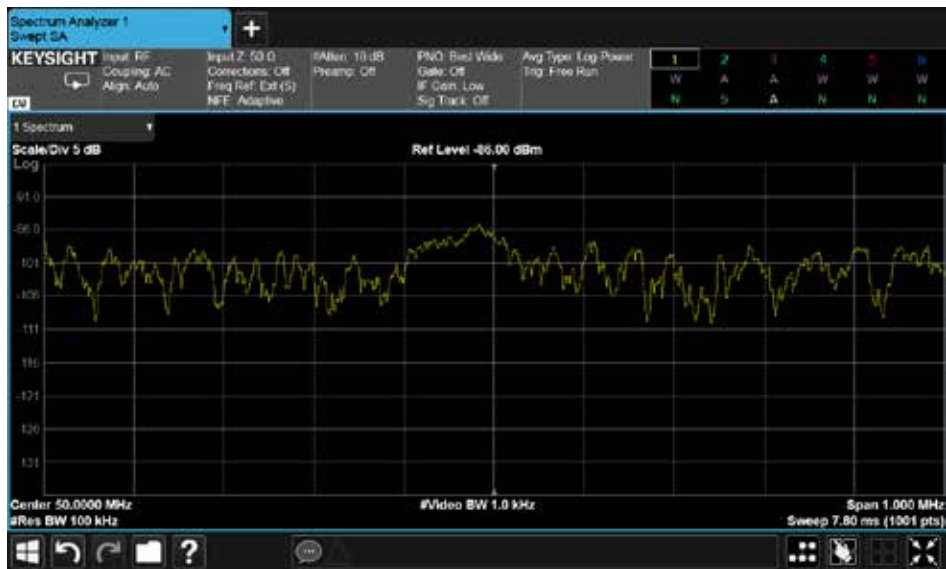 Spectrum Analyzer 1
Swept SA
+
KEYSIGHT
Input: RF
Coupling: AC
Align: Auto
Input Z: 50 Ω
Corrections: Off
Freq Ref: Ext (S)
NFE: Adaptive
#Atten: 10 dB
Preamp: Off
PNO: Best Wide
Gate: Off
IF Gain: Low
Sig Track: Off
Avg Type: Log-Power
Trig: Free Run
1 2 3 4 5 6
W A A W W W
N S A N N N
1 Spectrum
Scale/Div 5 dB
Ref Level -86.00 dBm
Log
-91.0
-96.0
-101
-106
-111
-116
-121
-126
-131
Center 50.0000 MHz
#Video BW 1.0 kHz
Span 1.000 MHz
#Res BW 100 kHz
Sweep 7.80 ms (1001 pts)
?